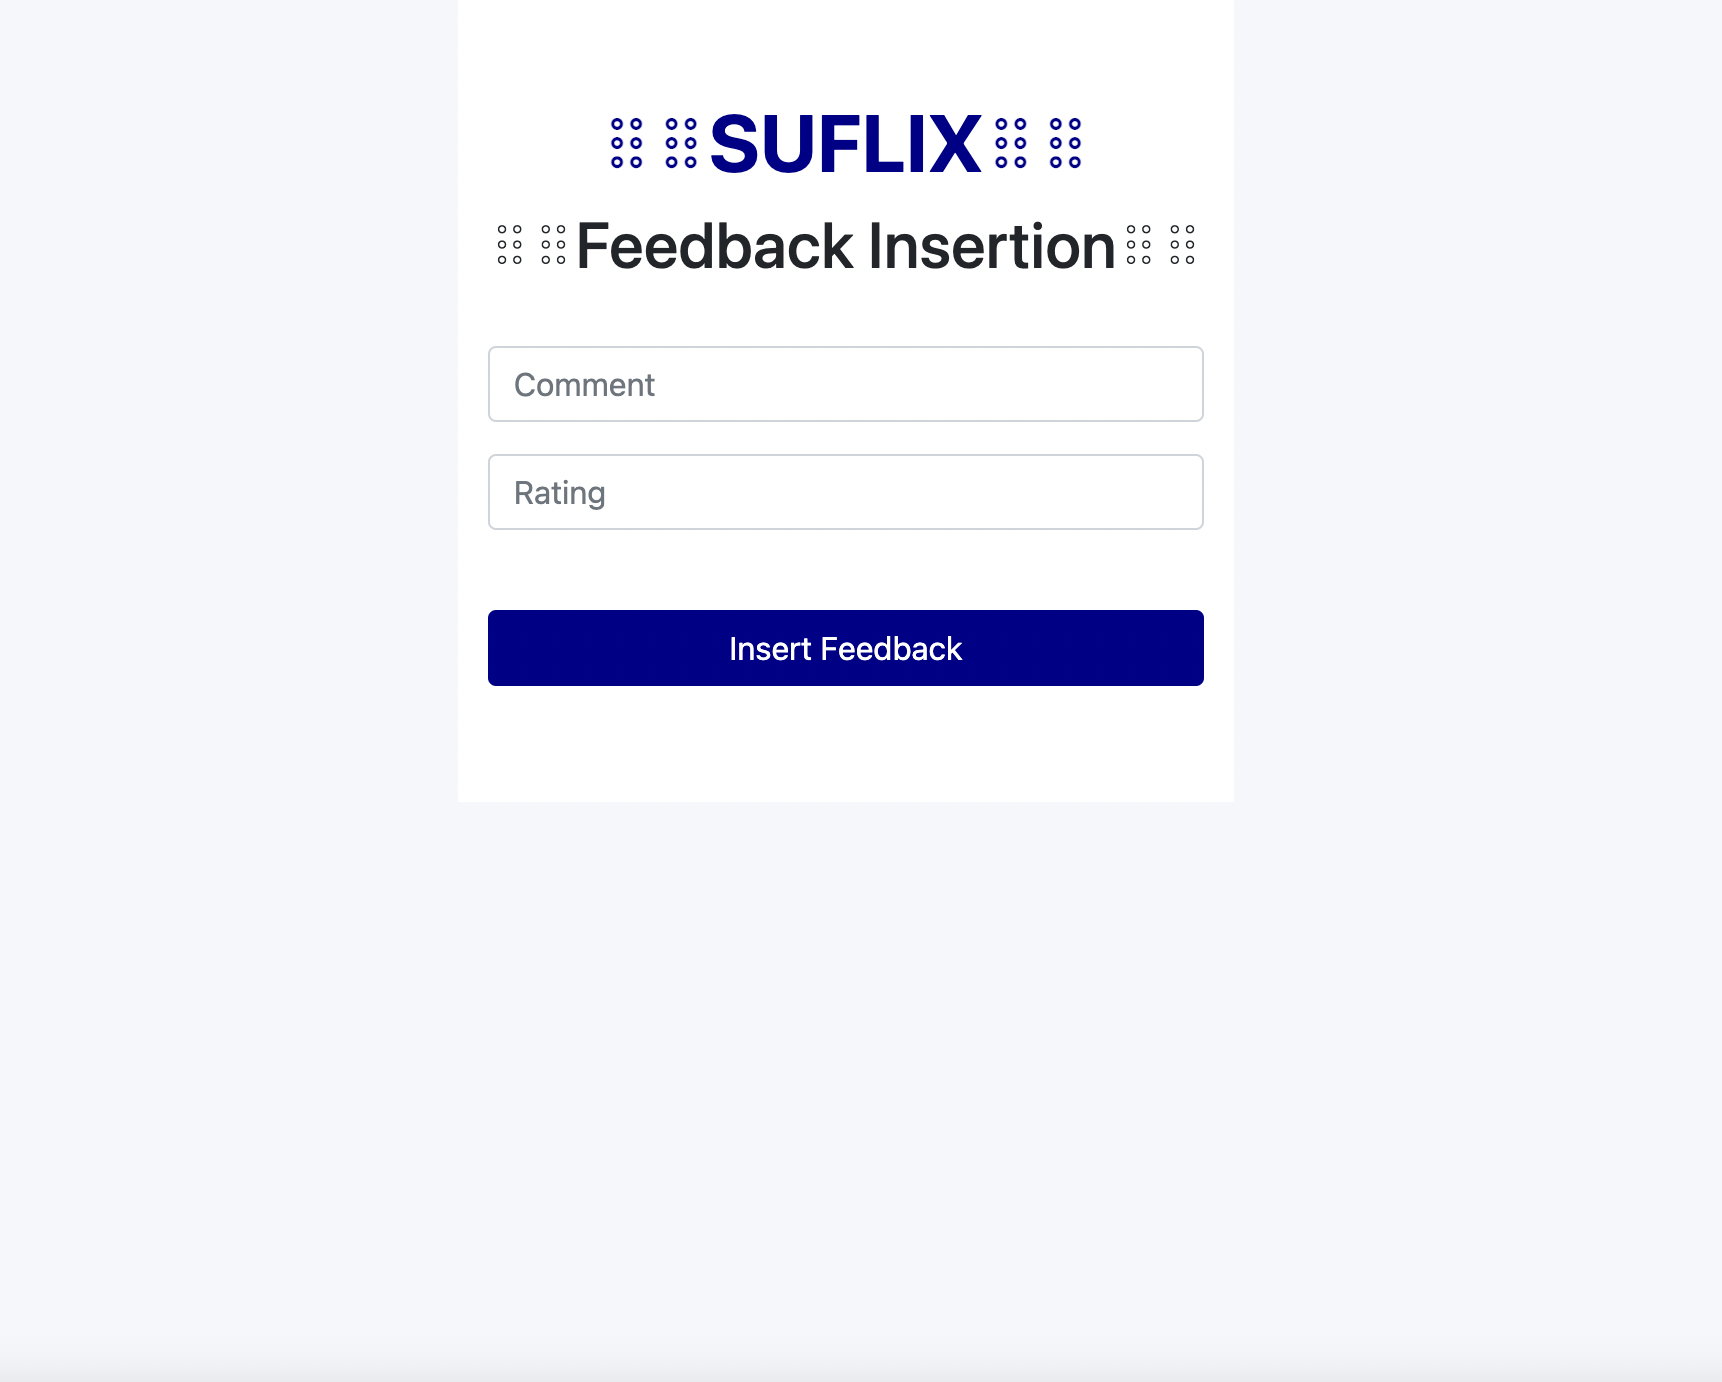 ⠿ ⠿SUFLIX⠿ ⠿
⠿ ⠿Feedback Insertion⠿ ⠿
Comment
Rating
Insert Feedback